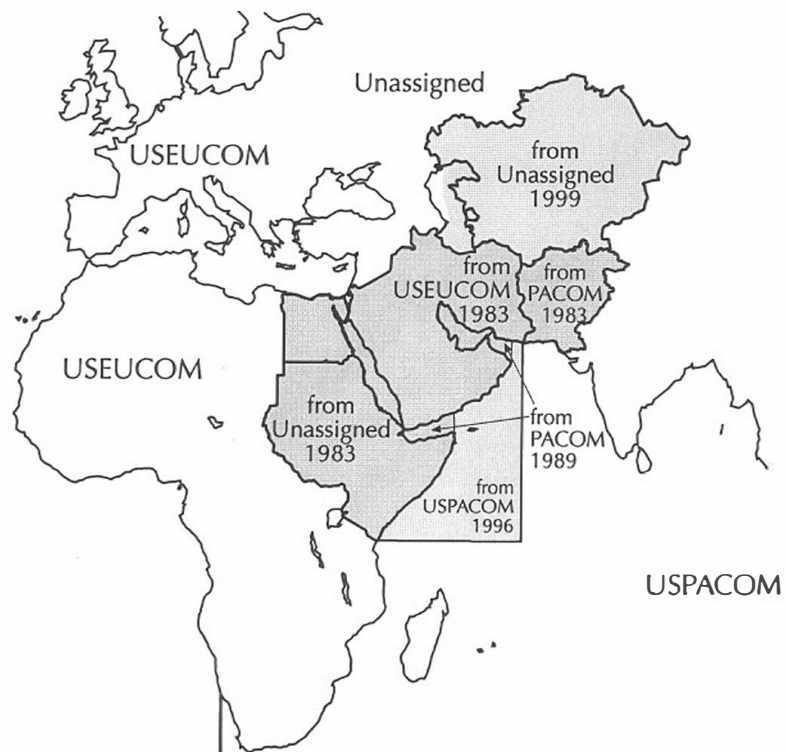 Unassigned
USEUCOM
from
Unassigned
1999
from
USEUCOM
1983
from
PACOM
1983
USEUCOM
from
Unassigned
1983
from
PACOM
1989
from
USPACOM
1996
USPACOM